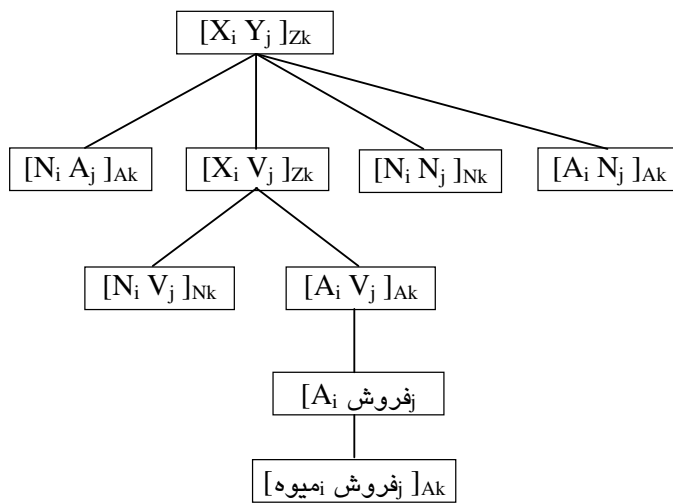 [Xi Yj ]Zk
[Ni Aj ]Ak
[Xi Vj ]Zk
[Ni Nj ]Nk
[Ai Nj ]Ak
[Ni Vj ]Nk
[Ai Vj ]Ak
[Ai فروشj
[میوهi فروشj ]Ak